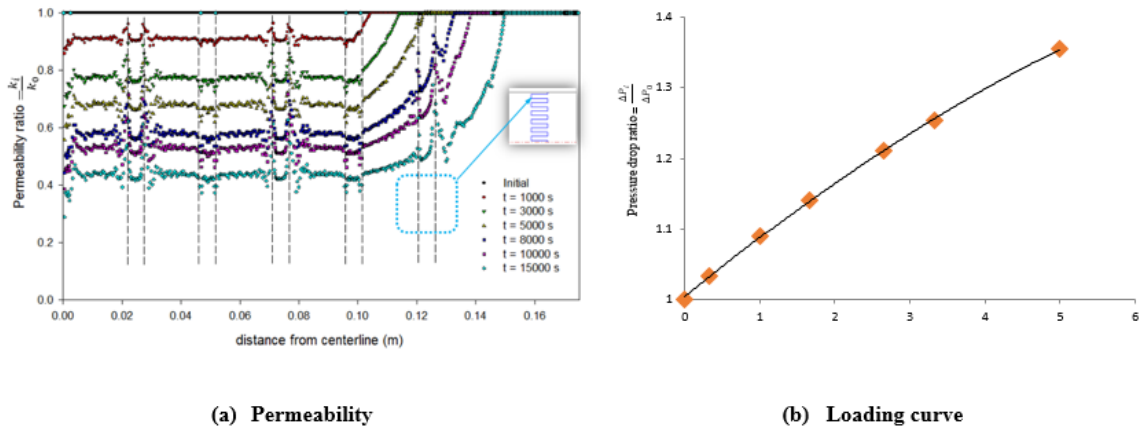 1.0
0.8
0.6
0.4
0.2
0.0
Permeability ratio = k_i / k_o
0.00 0.02 0.04 0.06 0.08 0.10 0.12 0.14 0.16
distance from centerline (m)
Initial
t = 1000 s
t = 3000 s
t = 5000 s
t = 8000 s
t = 10000 s
t = 15000 s
1.4
1.3
1.2
1.1
1
Pressure drop ratio = ΔP_i / ΔP_0
0 1 2 3 4 5 6
(a) Permeability
(b) Loading curve